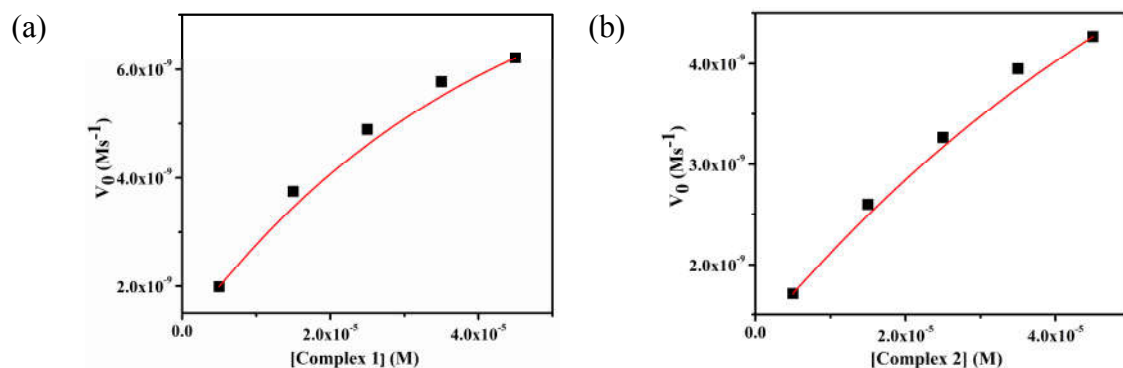 (a)
V0 (Ms-1)
6.0x10-9
4.0x10-9
2.0x10-9
0.0
2.0x10-5
4.0x10-5
[Complex 1] (M)
(b)
V0 (Ms-1)
4.0x10-9
3.0x10-9
2.0x10-9
0.0
2.0x10-5
4.0x10-5
[Complex 2] (M)